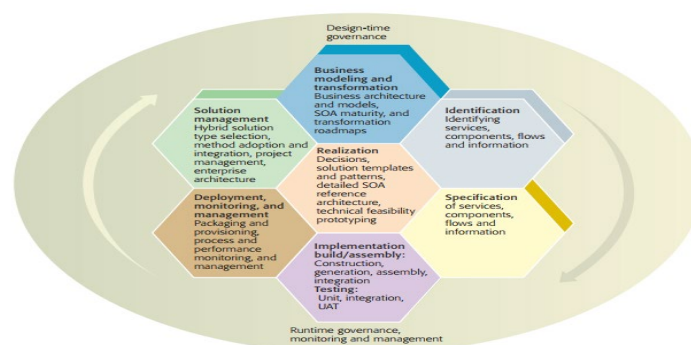 Design-time
governance
Business
modeling and
transformation
Business architecture
and models,
SOA maturity, and
transformation
roadmaps
Solution
management
Hybrid solution
type selection,
method adoption and
integration, project
management,
enterprise
architecture
Identification
Identifying
services,
components, flows
and information
Realization
Decisions,
solution templates
and patterns,
detailed SOA
reference
architecture,
technical feasibility
prototyping
Deployment,
monitoring, and
management
Packaging and
provisioning,
process and
performance
monitoring, and
management
Specification
of services,
components,
flows and
information
Implementation
build/assembly:
Construction,
generation, assembly,
integration
Testing:
Unit, integration,
UAT
Runtime governance,
monitoring and management